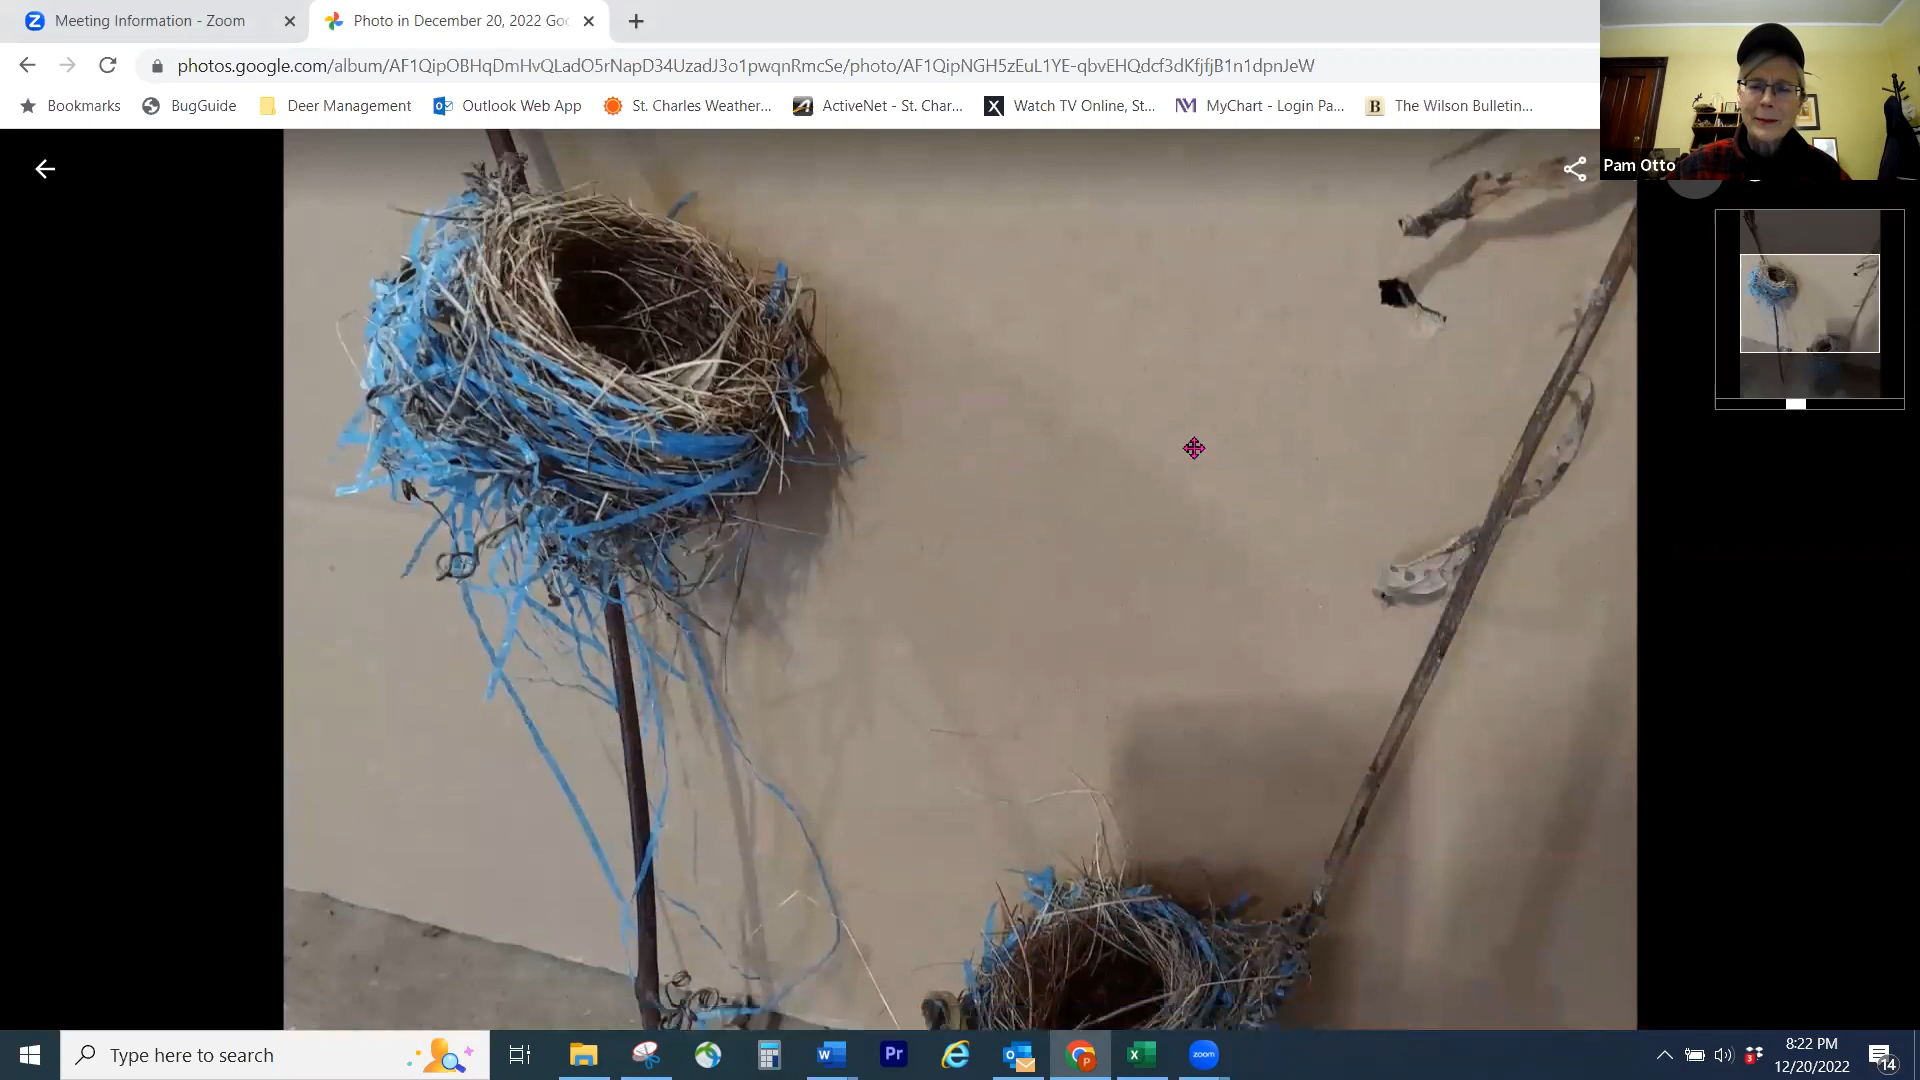 Meeting Information - Zoom
Photo in December 20, 2022 Goo
photos.google.com/album/AF1QipOBHqDmHvQLadO5rNapD34UzadJ3o1pwqnRmcSe/photo/AF1QipNGH5zEuL1YE-qbvEHQdcf3dKfjfjB1n1dpnJeW
Bookmarks BugGuide Deer Management Outlook Web App St. Charles Weather... ActiveNet - St. Char... Watch TV Online, St... MyChart - Login Pa... The Wilson Bulletin...
Pam Otto
Type here to search
8:22 PM
12/20/2022
14